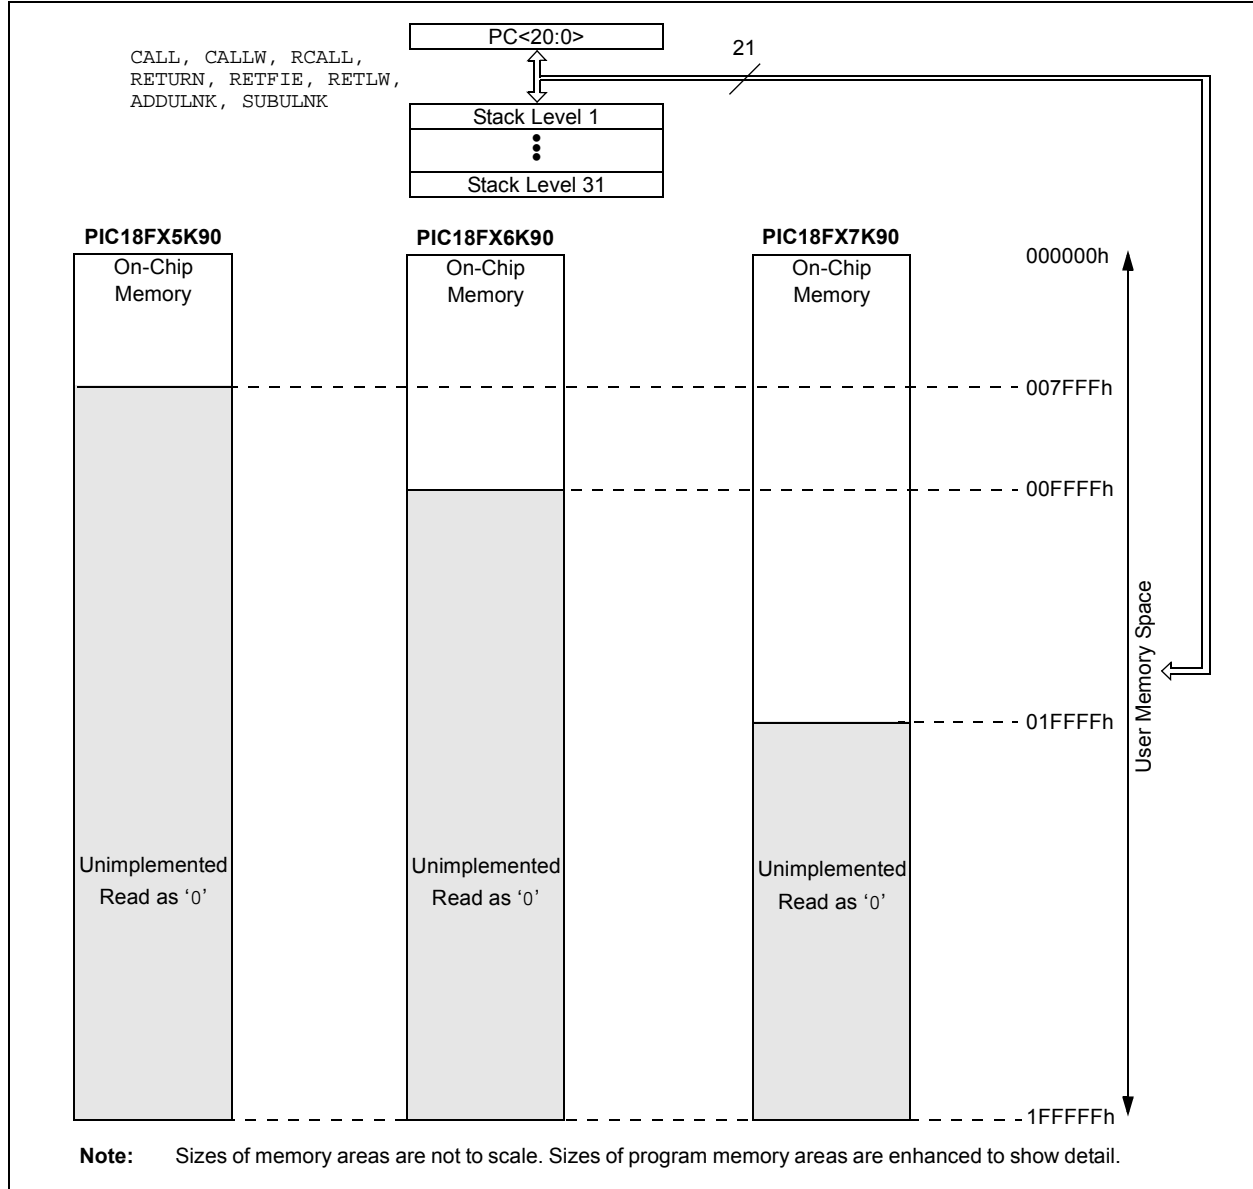 PC<20:0>
21
CALL, CALLW, RCALL,
RETURN, RETFIE, RETLW,
ADDULNK, SUBULNK
Stack Level 1
Stack Level 31
PIC18FX5K90
PIC18FX6K90
PIC18FX7K90
On-Chip
Memory
On-Chip
Memory
On-Chip
Memory
000000h
007FFFh
00FFFFh
01FFFFh
User Memory Space
Unimplemented
Read as ‘0’
Unimplemented
Read as ‘0’
Unimplemented
Read as ‘0’
1FFFFFh
Note: Sizes of memory areas are not to scale. Sizes of program memory areas are enhanced to show detail.